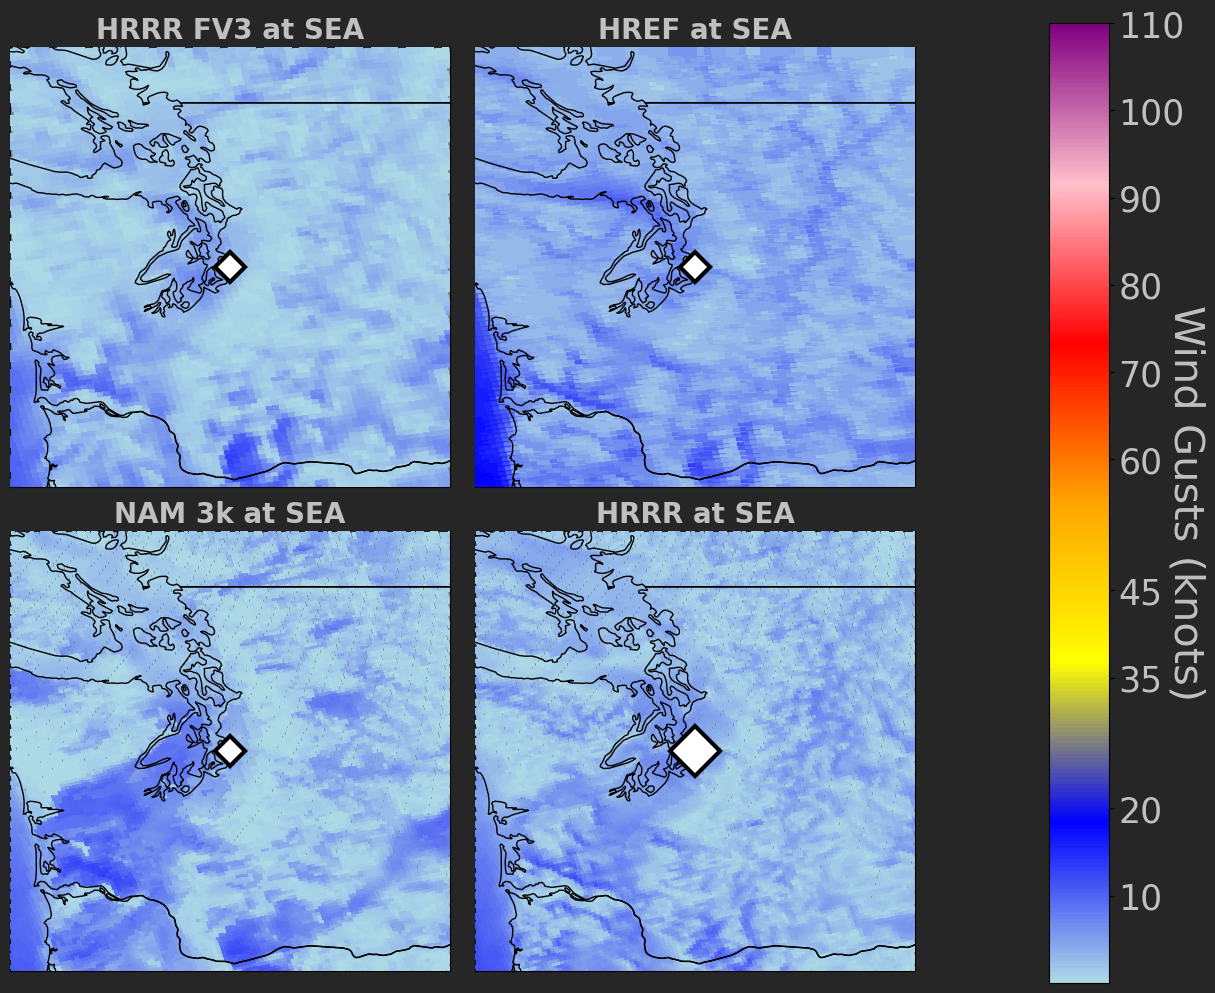 HRRR FV3 at SEA
HREF at SEA
NAM 3k at SEA
HRRR at SEA
110
100
90
80
70
60
45
35
20
10
Wind Gusts (knots)